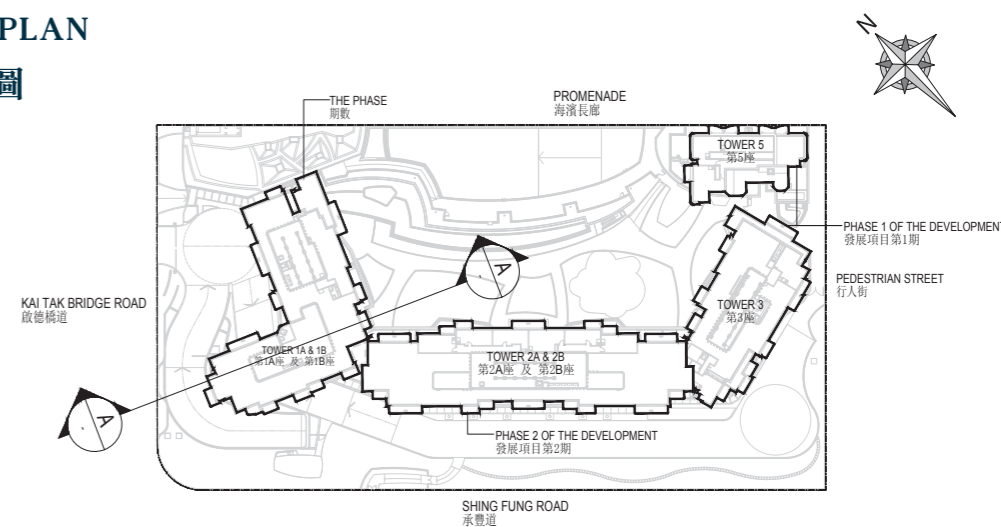 PLAN
圖
N
THE PHASE
期數
PROMENADE
海濱長廊
TOWER 5
第5座
PHASE 1 OF THE DEVELOPMENT
發展項目第1期
PEDESTRIAN STREET
行人街
KAI TAK BRIDGE ROAD
啟德橋道
A
TOWER 3
第3座
TOWER 1A & 1B
第1A座 及 第1B座
TOWER 2A & 2B
第2A座 及 第2B座
A
PHASE 2 OF THE DEVELOPMENT
發展項目第2期
SHING FUNG ROAD
承豐道